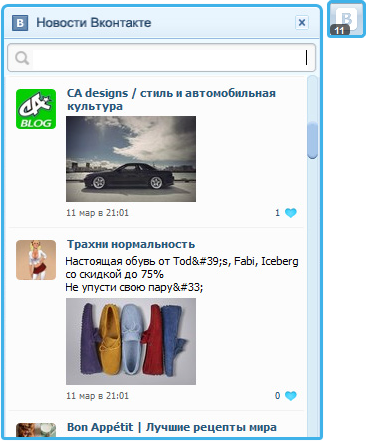 В Новости Вконтакте x
В
11
CA designs / стиль и автомобильная
культура
CA
BLOG
11 мар в 21:01 1
Трахни нормальность
Настоящая обувь от Tod&#39;s, Fabi, Iceberg
со скидкой до 75%
Не упусти свою пару&#33;
11 мар в 21:01 0
Bon Appétit | Лучшие рецепты мира